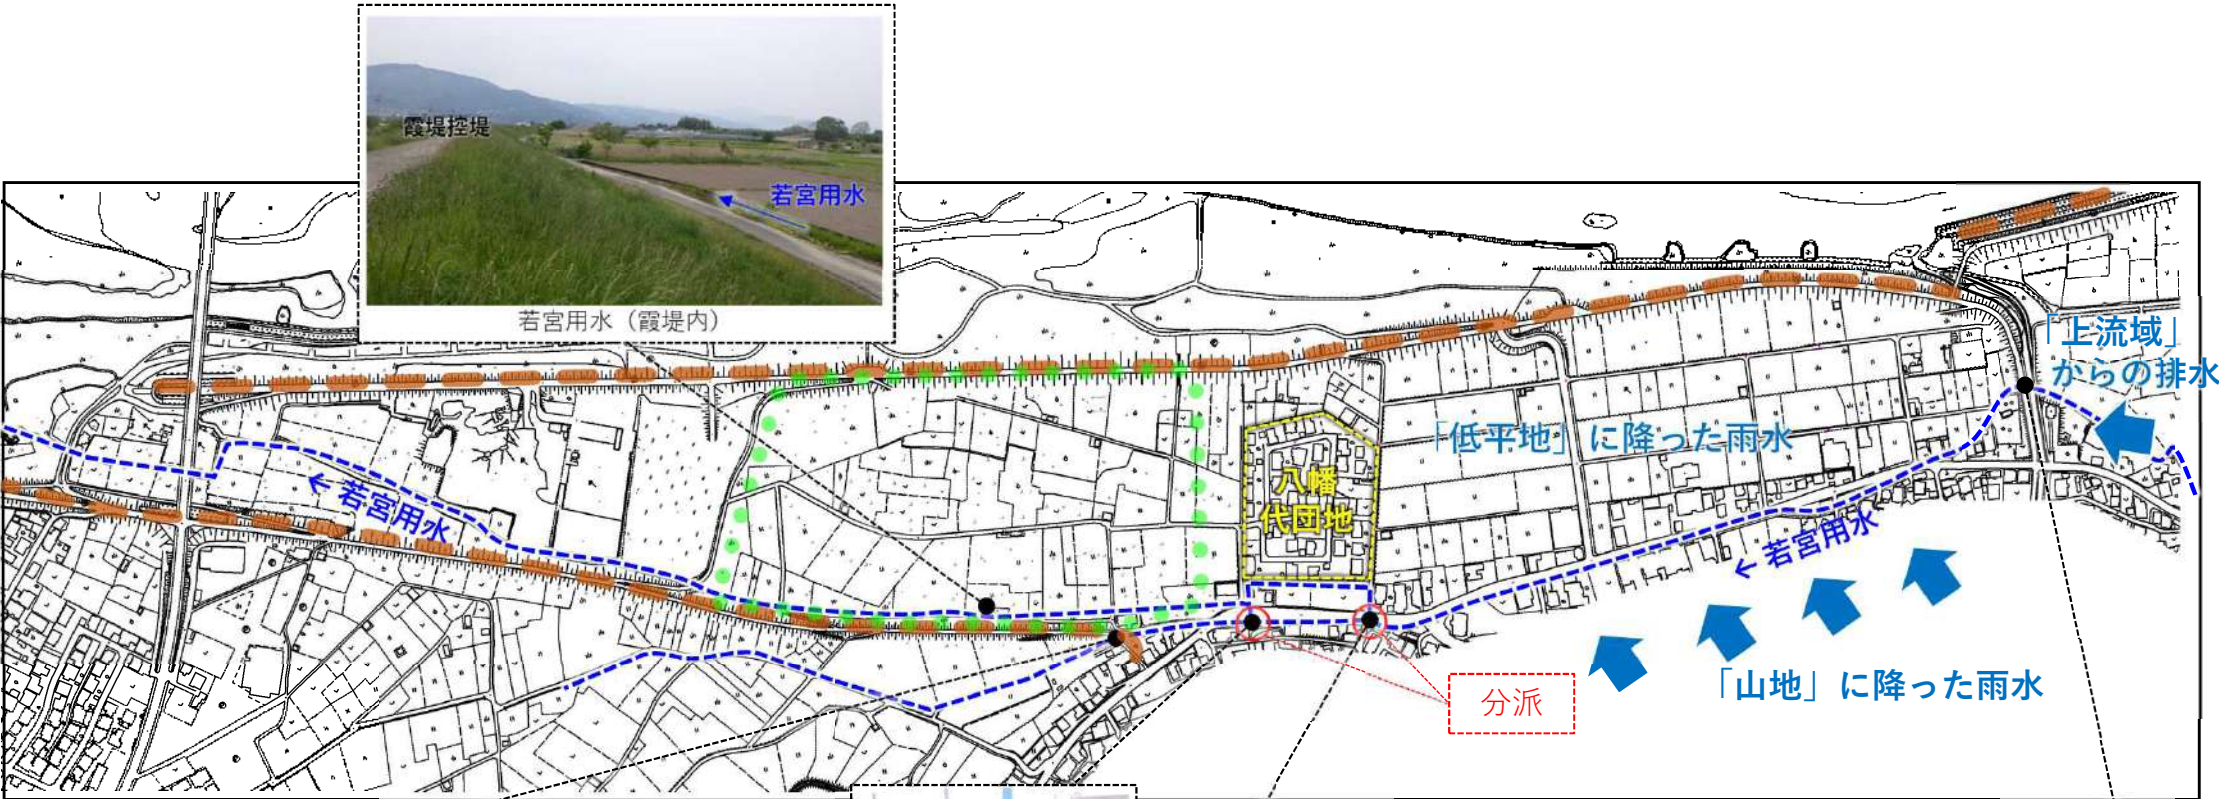 霞堤控堤
若宮用水
若宮用水（霞堤内）
「上流域」
からの排水
「低平地」に降った雨水
八幡
代団地
←若宮用水
←若宮用水
「山地」に降った雨水
分派